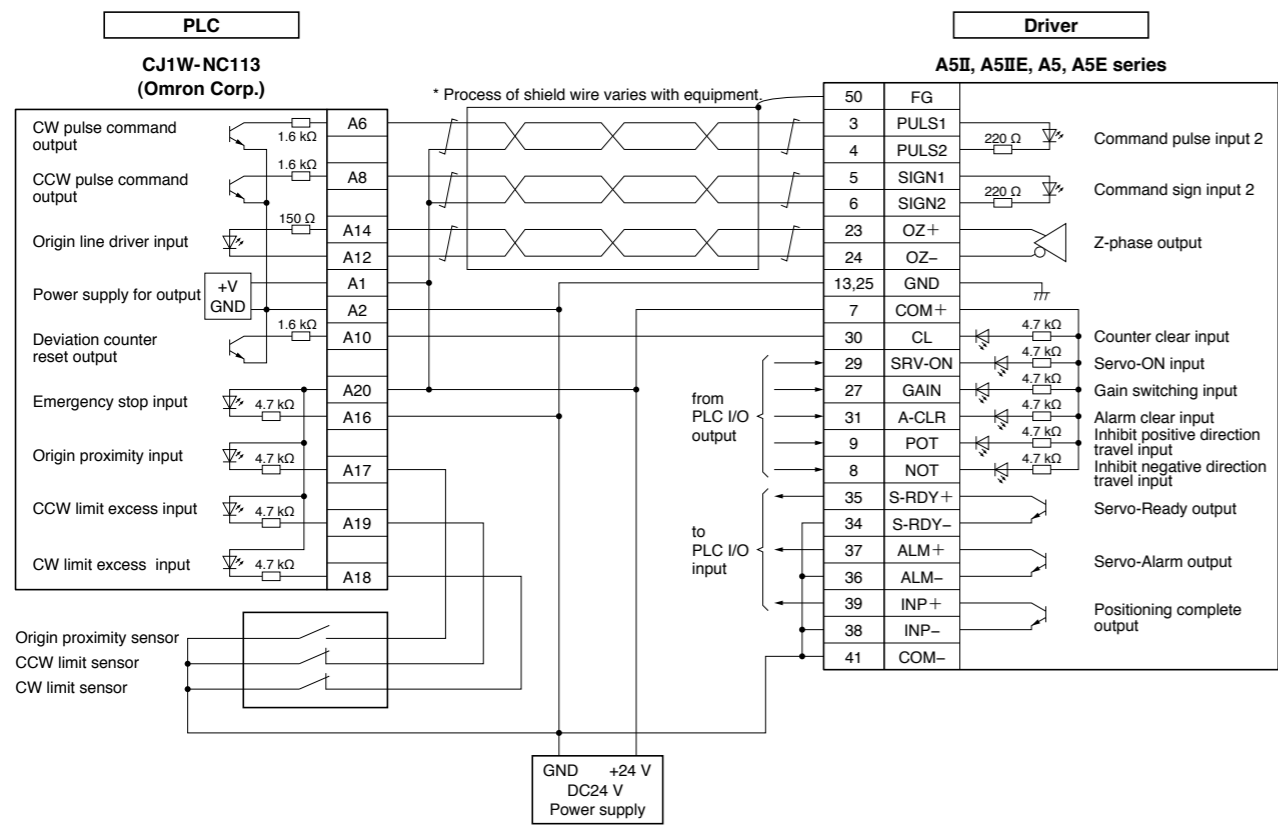 PLC
CJ1W-NC113
(Omron Corp.)
CW pulse command
output
1.6 kΩ
A6
CCW pulse command
output
1.6 kΩ
A8
Origin line driver input
150 Ω
A14
A12
Power supply for output
+V
GND
A1
A2
Deviation counter
reset output
1.6 kΩ
A10
A20
Emergency stop input
4.7 kΩ
A16
Origin proximity input
4.7 kΩ
A17
CCW limit excess input
4.7 kΩ
A19
CW limit excess input
4.7 kΩ
A18
Origin proximity sensor
CCW limit sensor
CW limit sensor
* Process of shield wire varies with equipment.
from
PLC I/O
output
to
PLC I/O
input
GND +24 V
DC24 V
Power supply
Driver
A5II, A5IIE, A5, A5E series
50 FG
3 PULS1
4 PULS2
220 Ω
Command pulse input 2
5 SIGN1
6 SIGN2
220 Ω
Command sign input 2
23 OZ+
24 OZ−
Z-phase output
13,25 GND
7 COM+
30 CL 4.7 kΩ Counter clear input
29 SRV-ON 4.7 kΩ Servo-ON input
27 GAIN 4.7 kΩ Gain switching input
31 A-CLR 4.7 kΩ Alarm clear input
9 POT 4.7 kΩ Inhibit positive direction
travel input
8 NOT 4.7 kΩ Inhibit negative direction
travel input
35 S-RDY+
34 S-RDY−
Servo-Ready output
37 ALM+
36 ALM−
Servo-Alarm output
39 INP+
38 INP−
Positioning complete
output
41 COM−